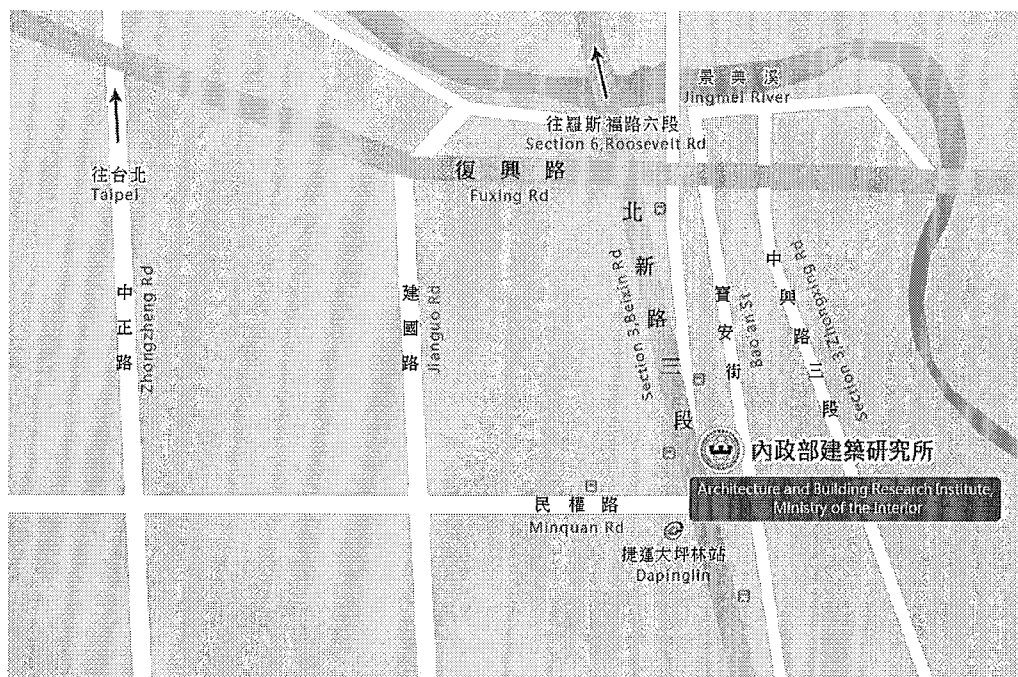 景美溪
Jingmei River
往羅斯福路六段
Section 6,Roosevelt Rd
往台北
Taipei
復興路
Fuxing Rd
北新路三段
Section 3,Beixin Rd
中正路
Zhongzheng Rd
建國路
Jianguo Rd
寶安街
Bao'an St
中興路三段
Section 3,Zhongxing Rd
內政部建築研究所
Architecture and Building Research Institute,
Ministry of the Interior
民權路
Minquan Rd
捷運大坪林站
Dapinglin